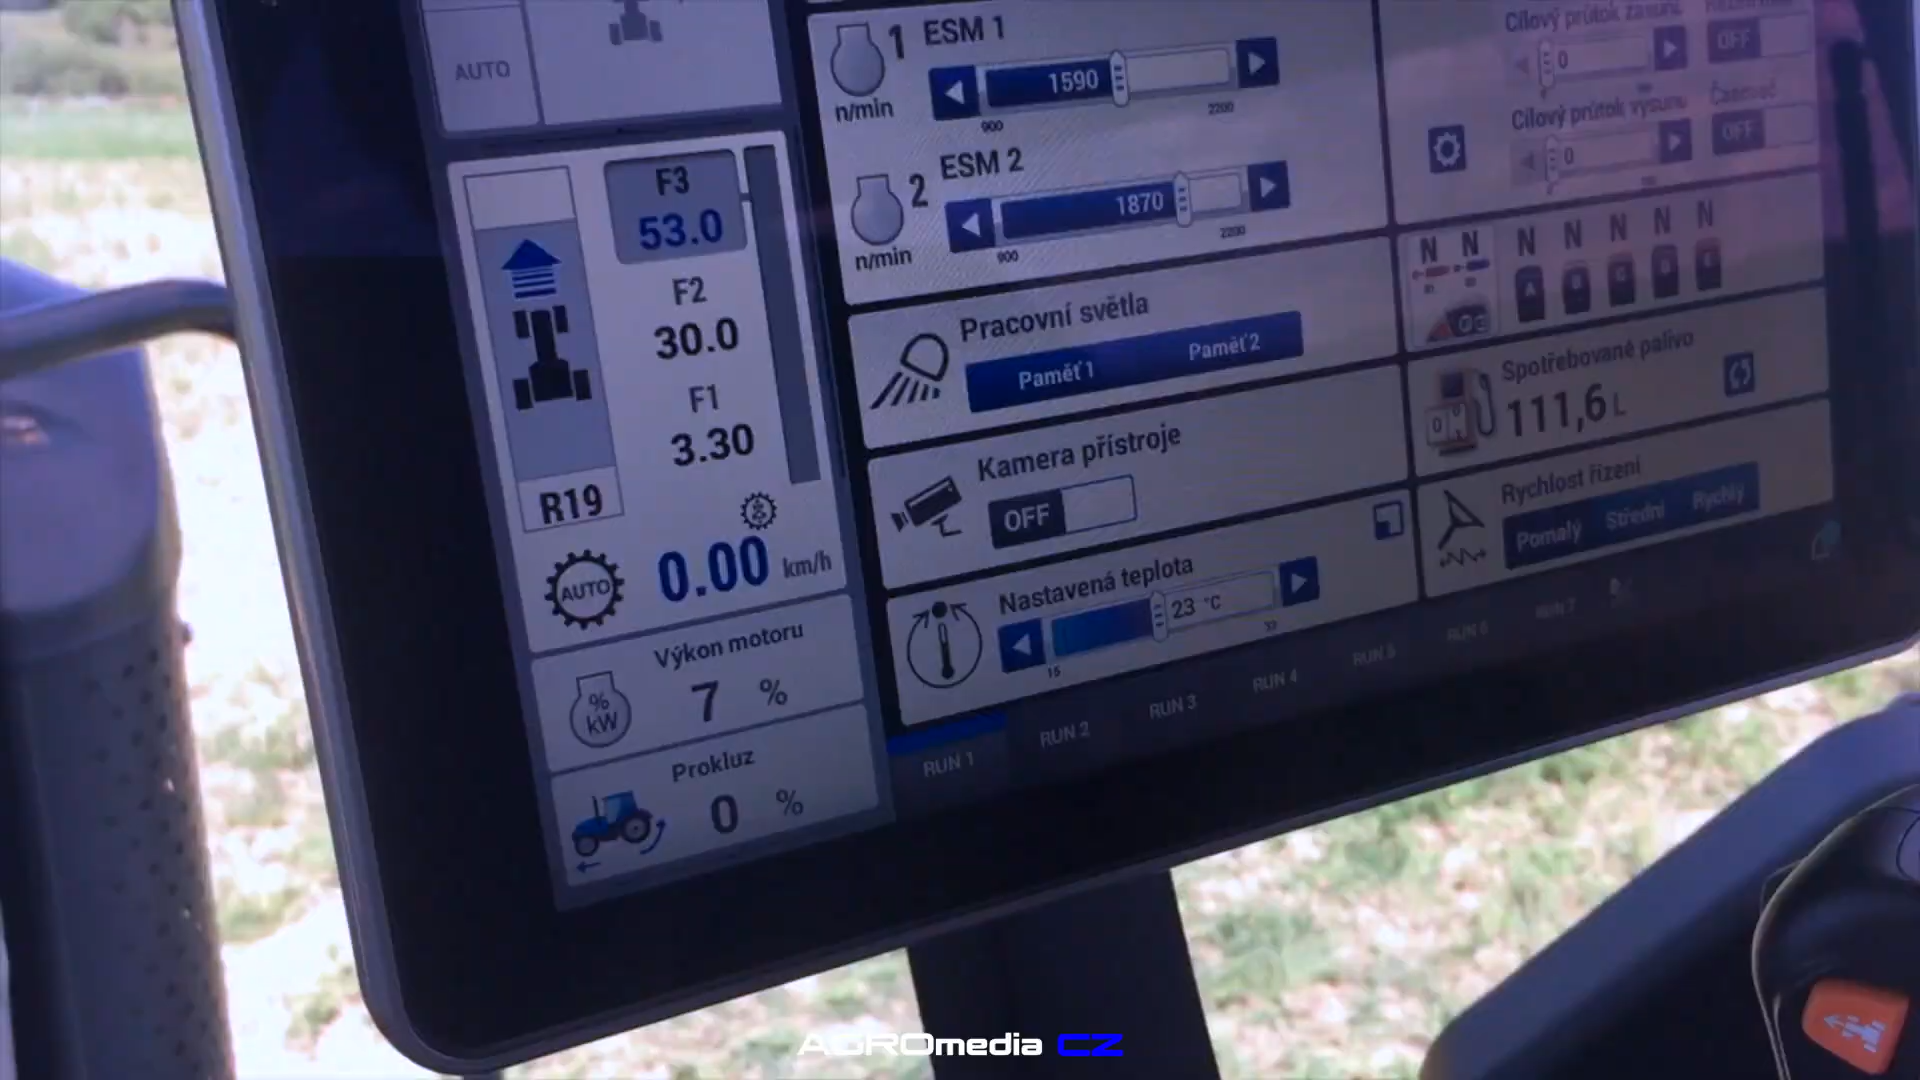 AUTO
F3
53.0
F2
30.0
F1
3.30
R19
AUTO
0.00 km/h
Výkon motoru
% kW
7 %
Prokluz
0 %
1 ESM 1
1590
n/min
900
2200
2 ESM 2
1870
n/min
900
2200
Pracovní světla
Paměť 1
Paměť 2
Kamera přístroje
OFF
Nastavená teplota
23 °C
15
Cílový průtok zasunu
0
OFF
Cílový průtok vysunu
0
Časovač
OFF
N N N N N N N
A
Spotřebované palivo
111,6 L
Rychlost řízení
Pomalý
Střední
Rychlý
RUN 1
RUN 2
RUN 3
RUN 4
RUN 5
RUN 6
RUN 7
AGROmedia CZ